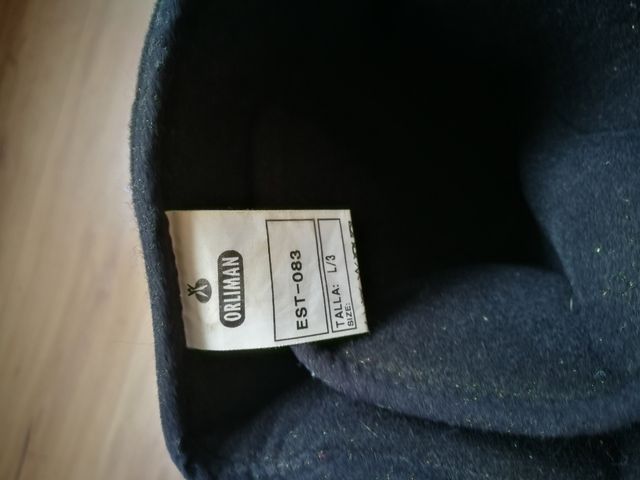 ORLIMAN
EST-083
TALLA: L/3
SIZE: